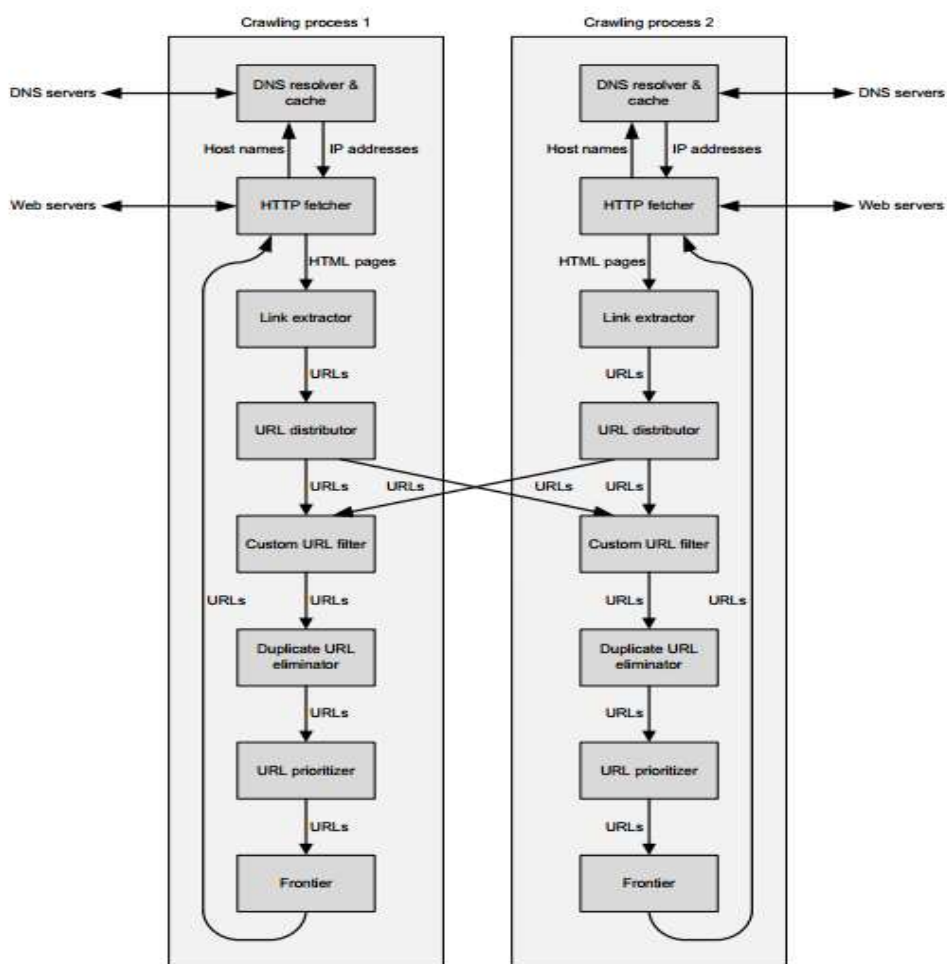 Crawling process 1
Crawling process 2
DNS resolver &
cache
DNS servers
Host names
IP addresses
HTTP fetcher
Web servers
HTML pages
Link extractor
URLs
URL distributor
URLs
URLs
Custom URL filter
URLs
URLs
Duplicate URL
eliminator
URLs
URL prioritizer
URLs
Frontier
DNS resolver &
cache
DNS servers
Host names
IP addresses
HTTP fetcher
Web servers
HTML pages
Link extractor
URLs
URL distributor
URLs
URLs
Custom URL filter
URLs
URLs
Duplicate URL
eliminator
URLs
URL prioritizer
URLs
Frontier